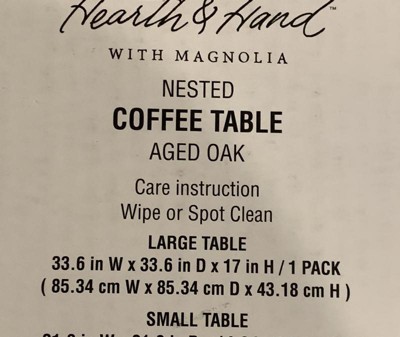 Hearth & Hand™
WITH MAGNOLIA
NESTED
COFFEE TABLE
AGED OAK
Care instruction
Wipe or Spot Clean
LARGE TABLE
33.6 in W x 33.6 in D x 17 in H / 1 PACK
( 85.34 cm W x 85.34 cm D x 43.18 cm H )
SMALL TABLE